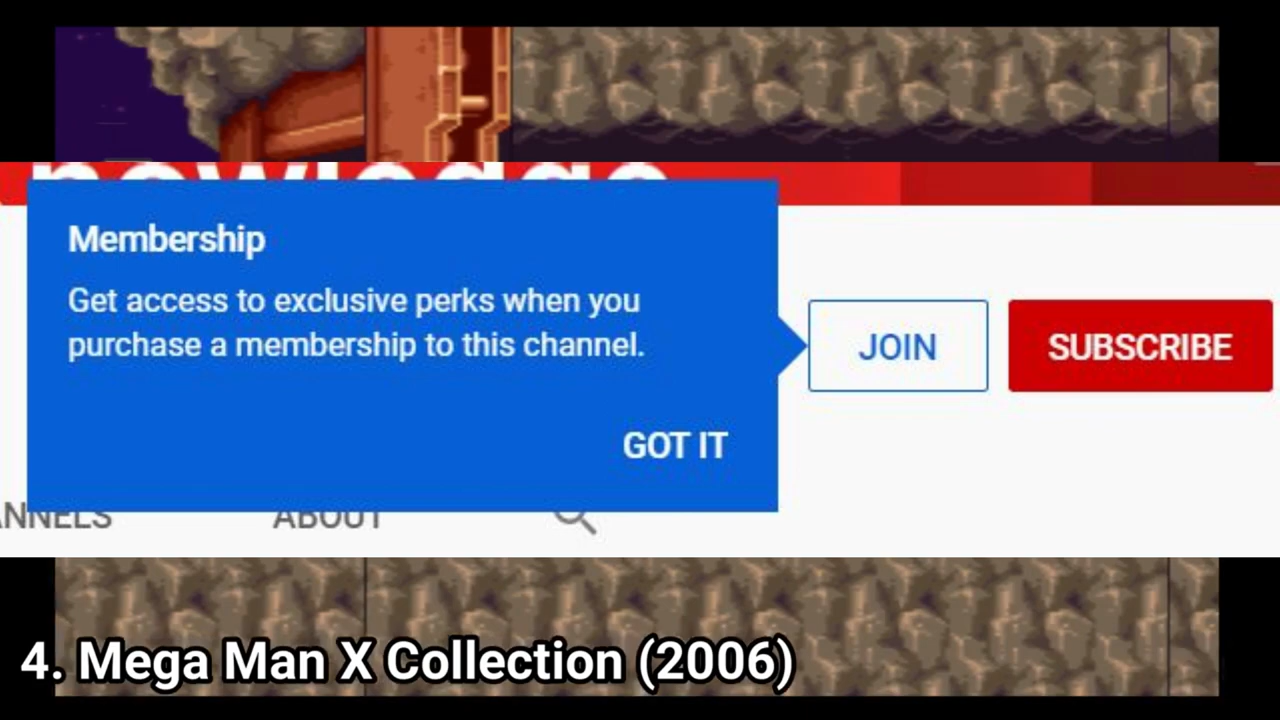 Membership
Get access to exclusive perks when you
purchase a membership to this channel.
JOIN
SUBSCRIBE
GOT IT
ABOUT
4. Mega Man X Collection (2006)